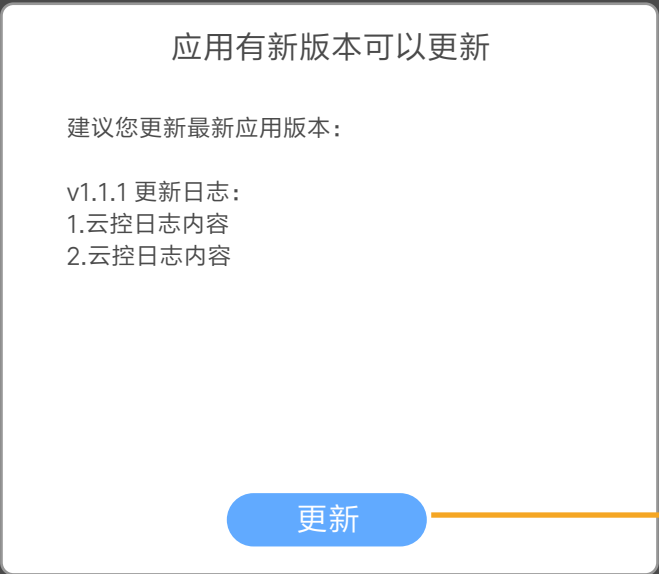 应用有新版本可以更新
建议您更新最新应用版本：
v1.1.1 更新日志：
1.云控日志内容
2.云控日志内容
更新